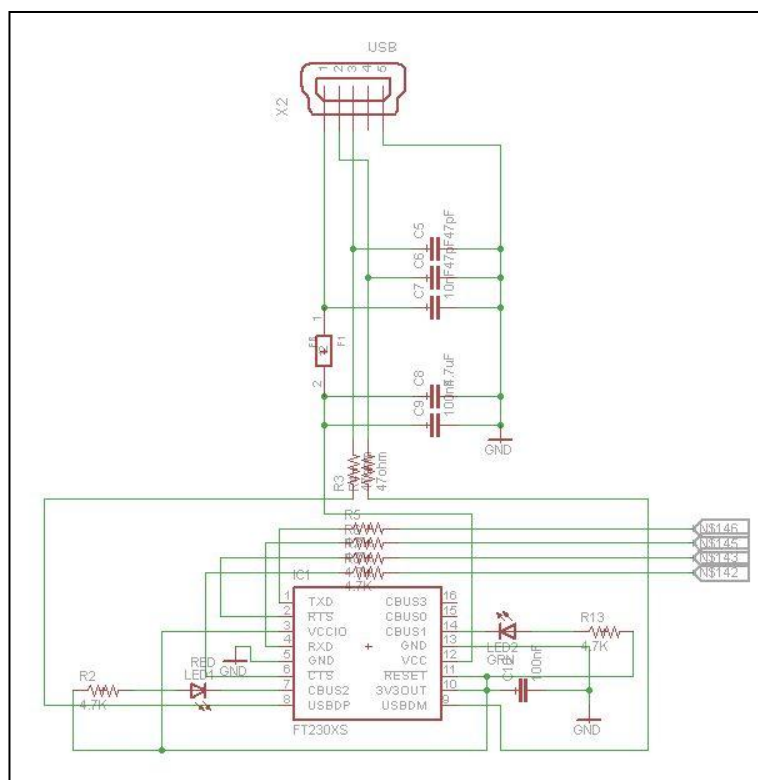 USB
1 2 3 4 5
X2
C5
47pF
C6
47pF
C7
10nF
1
F1
2
C8
4.7uF
C9
100nF
GND
R3
47ohm
R5
N$146
N$145
N$143
N$142
4.7K
IC1
1 TXD CBUS3 16
2 RTS CBUS0 15
3 VCCIO CBUS1 14
4 RXD GND 13
5 GND VCC 12
6 CTS RESET 11
7 CBUS2 3V3OUT 10
8 USBDP USBDM 9
FT230XS
GND
RED
LED1
R2
4.7K
LED2
GRN
R13
4.7K
100nF
GND